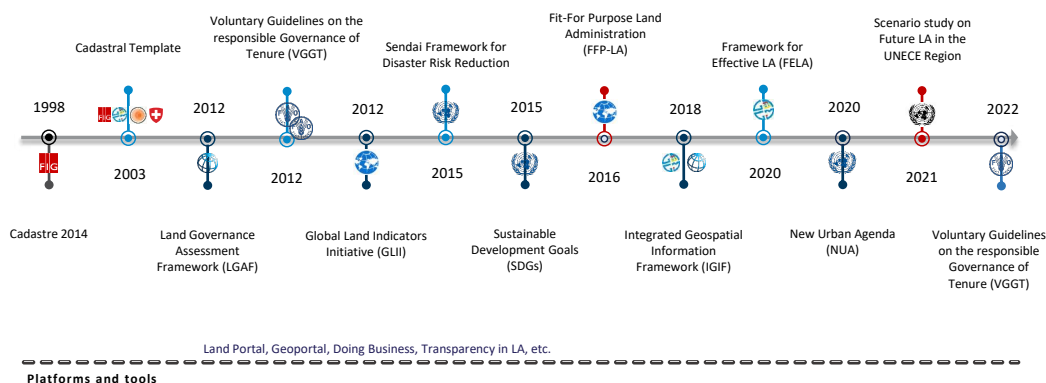 Cadastral Template
Voluntary Guidelines on the
responsible Governance of
Tenure (VGGT)
Sendai Framework for
Disaster Risk Reduction
Fit-For Purpose Land
Administration
(FFP-LA)
Framework for
Effective LA (FELA)
Scenario study on
Future LA in the
UNECE Region
1998
2012
2012
2015
2018
2020
2022
FIG
FIG
2003
2012
2015
2016
2020
2021
Cadastre 2014
Land Governance
Assessment
Framework (LGAF)
Global Land Indicators
Initiative (GLII)
Sustainable
Development Goals
(SDGs)
Integrated Geospatial
Information
Framework (IGIF)
New Urban Agenda
(NUA)
Voluntary Guidelines
on the responsible
Governance of
Tenure (VGGT)
Land Portal, Geoportal, Doing Business, Transparency in LA, etc.
Platforms and tools